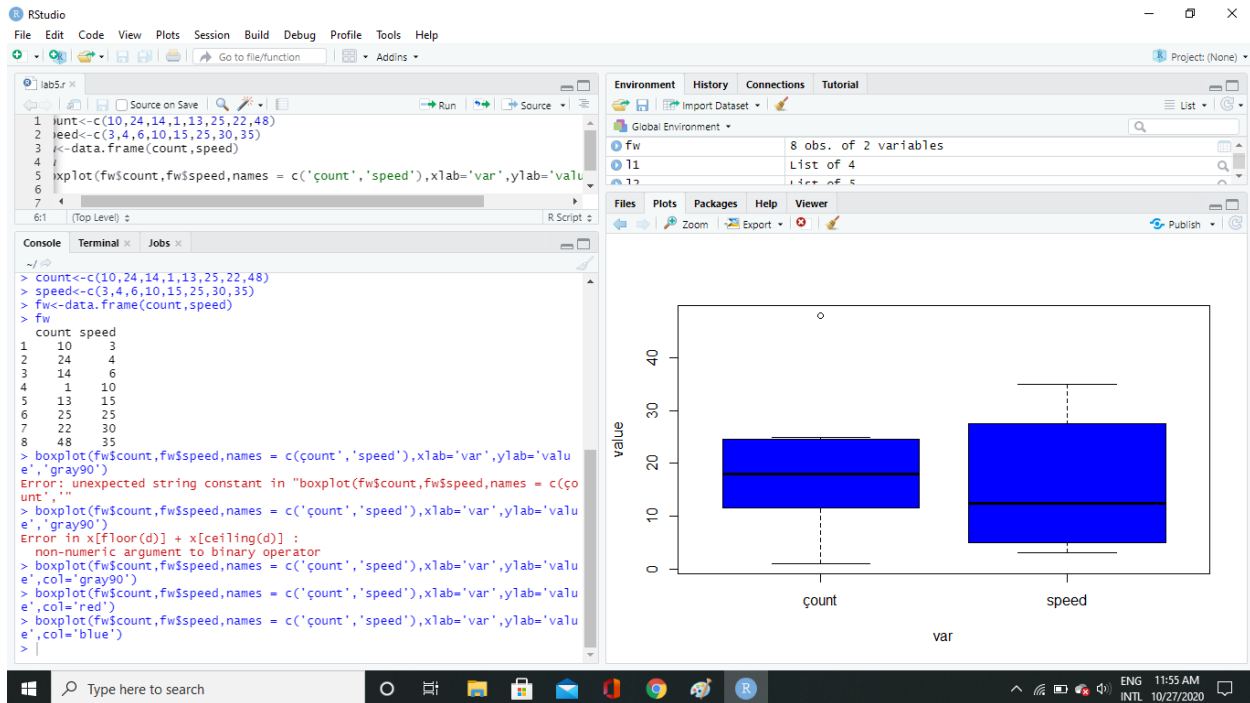 RStudio
File Edit Code View Plots Session Build Debug Profile Tools Help
Go to file/function Addins Project: (None)
lab5.r
Source on Save Run Source
1 unt<-c(10,24,14,1,13,25,22,48)
2 eed<-c(3,4,6,10,15,25,30,35)
3 <-data.frame(count,speed)
4
5 xplot(fw$count,fw$speed,names = c('çount','speed'),xlab='var',ylab='valu
6
7
6:1 (Top Level) R Script
Console Terminal Jobs
~/
> count<-c(10,24,14,1,13,25,22,48)
> speed<-c(3,4,6,10,15,25,30,35)
> fw<-data.frame(count,speed)
> fw
count speed
1 10 3
2 24 4
3 14 6
4 1 10
5 13 15
6 25 25
7 22 30
8 48 35
> boxplot(fw$count,fw$speed,names = c(çount','speed'),xlab='var',ylab='valu
e','gray90')
Error: unexpected string constant in "boxplot(fw$count,fw$speed,names = c(ço
unt','"
> boxplot(fw$count,fw$speed,names = c('çount','speed'),xlab='var',ylab='valu
e','gray90')
Error in x[floor(d)] + x[ceiling(d)] :
non-numeric argument to binary operator
> boxplot(fw$count,fw$speed,names = c('çount','speed'),xlab='var',ylab='valu
e',col='gray90')
> boxplot(fw$count,fw$speed,names = c('çount','speed'),xlab='var',ylab='valu
e',col='red')
> boxplot(fw$count,fw$speed,names = c('çount','speed'),xlab='var',ylab='valu
e',col='blue')
>
Environment History Connections Tutorial
Import Dataset List
Global Environment
fw 8 obs. of 2 variables
l1 List of 4
l2 List of 5
Files Plots Packages Help Viewer
Zoom Export Publish
value
40
30
20
10
0
çount speed
var
Type here to search
ENG 11:55 AM
INTL 10/27/2020